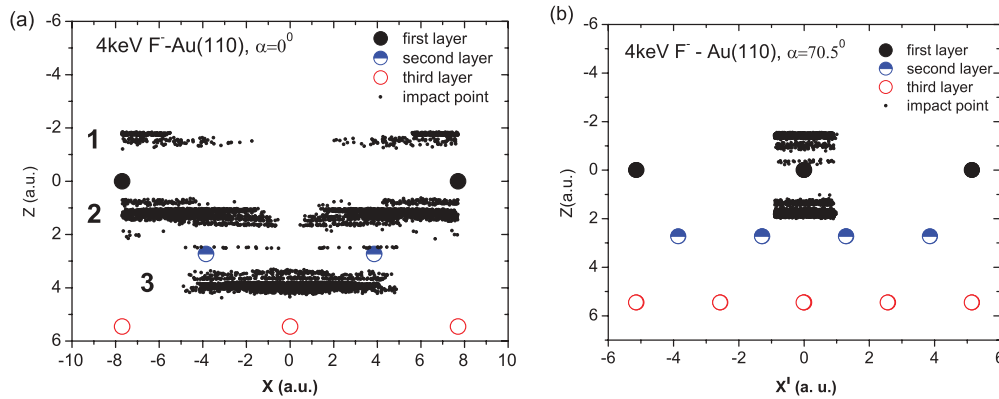 (a)
4keV F⁻-Au(110), α=0⁰
first layer
second layer
third layer
impact point
1
2
3
-6
-4
-2
0
2
4
6
Z (a.u.)
-10 -8 -6 -4 -2 0 2 4 6 8 10
X (a.u.)
(b)
4keV F⁻ - Au(110), α=70.5⁰
first layer
second layer
third layer
impact point
-6
-4
-2
0
2
4
6
Z(a.u.)
-6 -4 -2 0 2 4 6
X^I (a. u.)